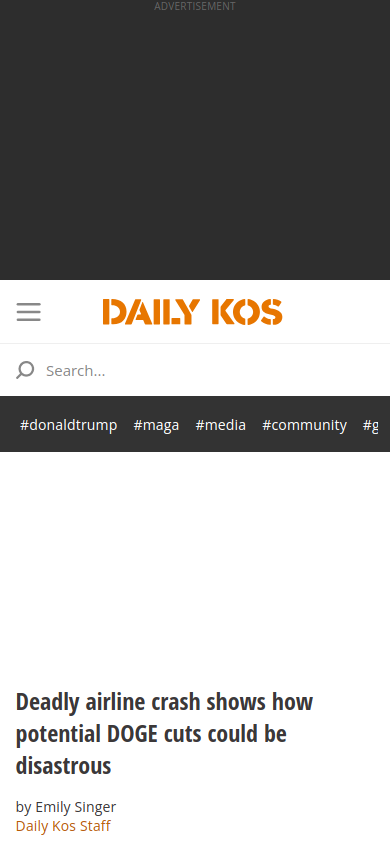 ADVERTISEMENT
DAILY KOS
Search...
#donaldtrump #maga #media #community #g
Deadly airline crash shows how
potential DOGE cuts could be
disastrous
by Emily Singer
Daily Kos Staff